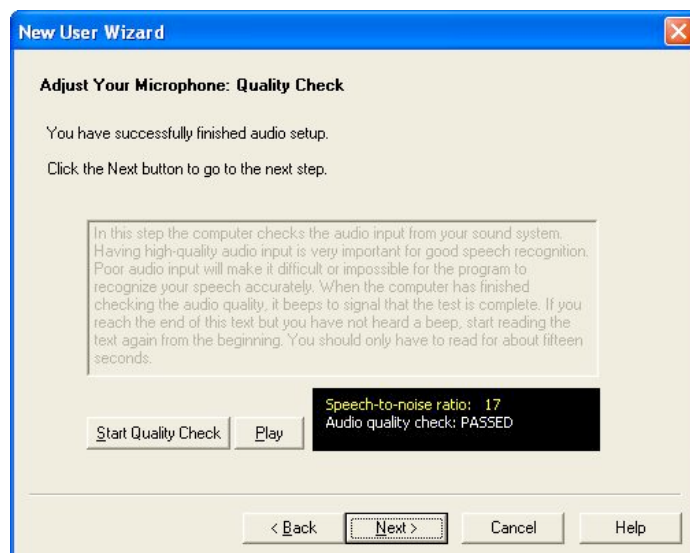 New User Wizard
Adjust Your Microphone: Quality Check
You have successfully finished audio setup.
Click the Next button to go to the next step.
In this step the computer checks the audio input from your sound system.
Having high-quality audio input is very important for good speech recognition.
Poor audio input will make it difficult or impossible for the program to
recognize your speech accurately. When the computer has finished
checking the audio quality, it beeps to signal that the test is complete. If you
reach the end of this text but you have not heard a beep, start reading the
text again from the beginning. You should only have to read for about fifteen
seconds.
Speech-to-noise ratio: 17
Audio quality check: PASSED
Start Quality Check Play
< Back Next > Cancel Help